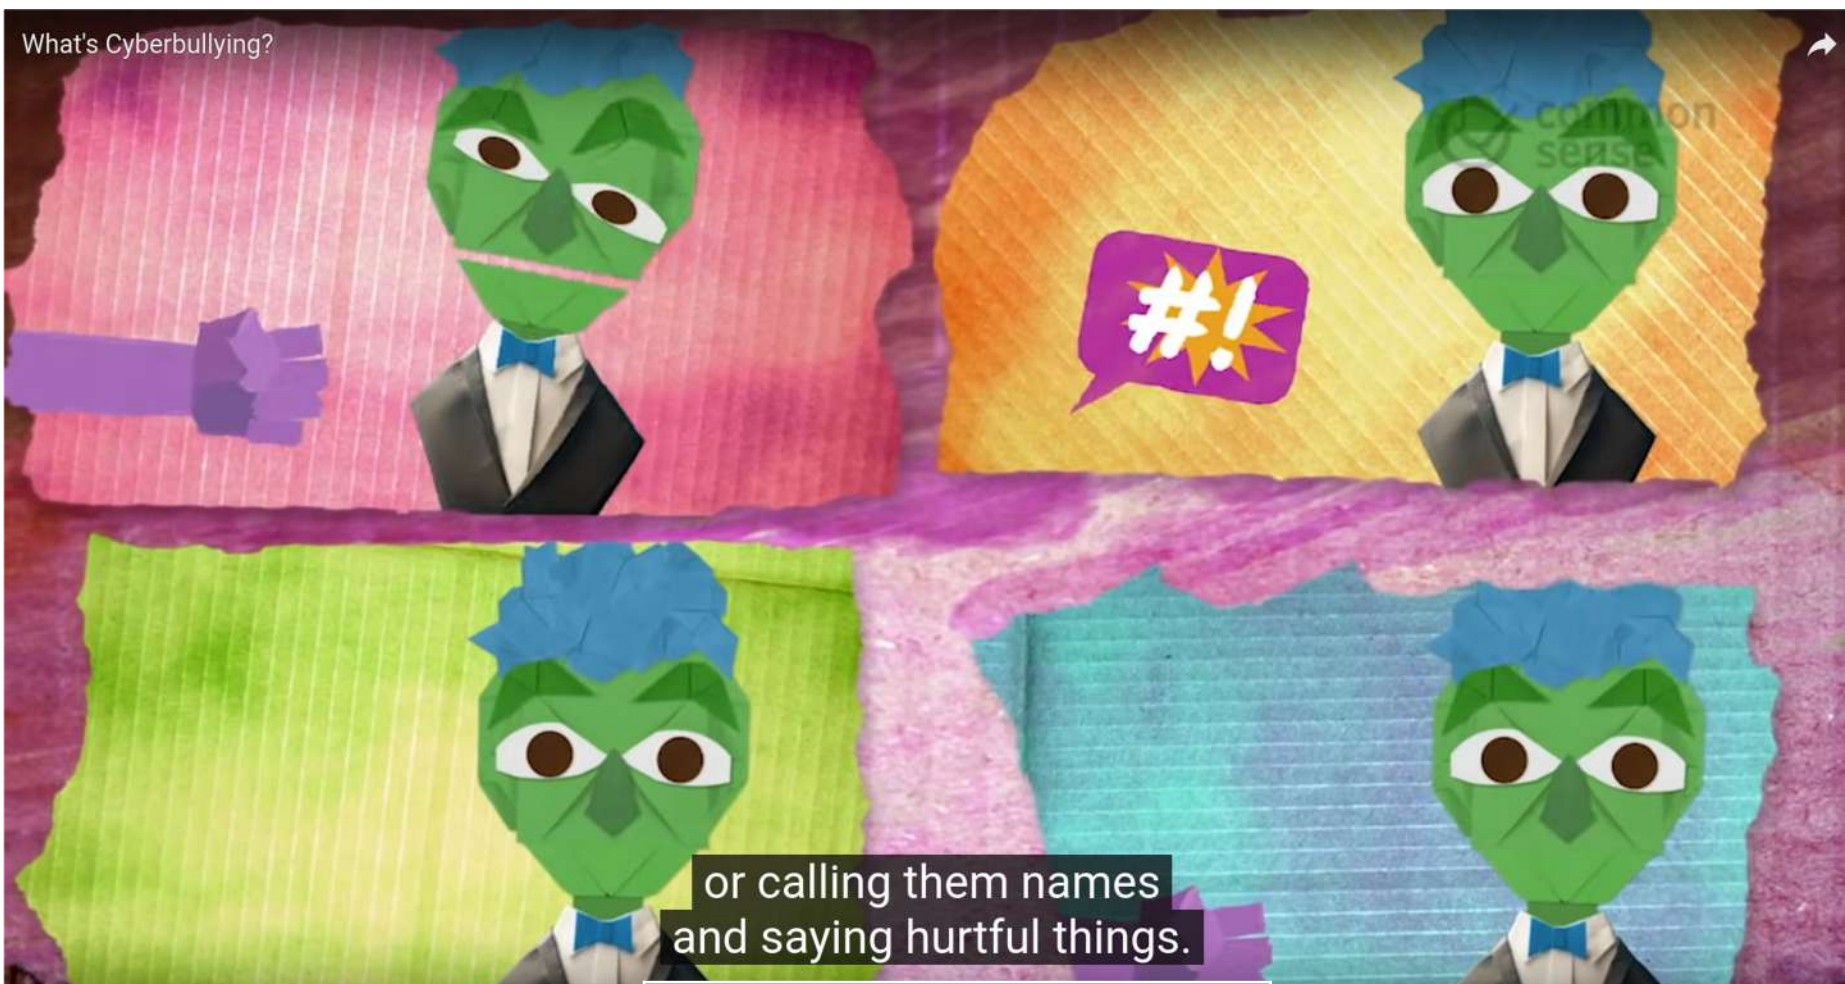 What's Cyberbullying?
common
sense
#!
or calling them names
and saying hurtful things.